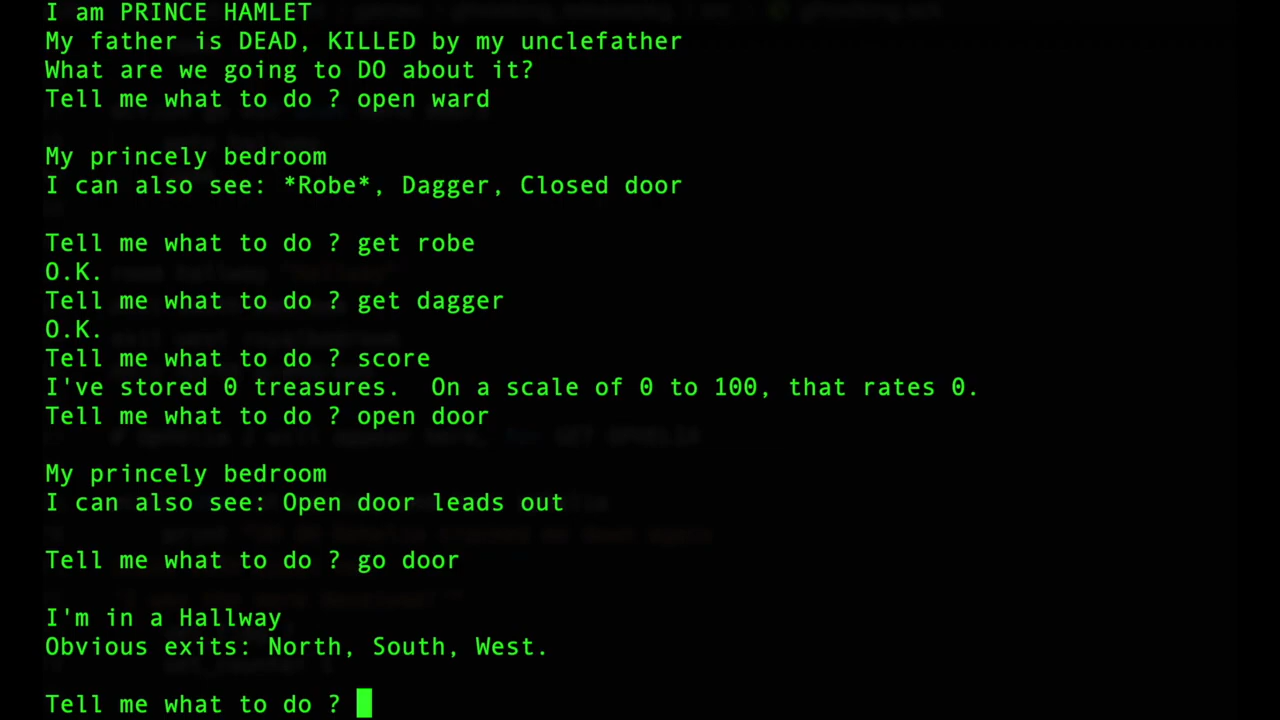 I am PRINCE HAMLET
My father is DEAD, KILLED by my unclefather
What are we going to DO about it?
Tell me what to do ? open ward
My princely bedroom
I can also see: *Robe*, Dagger, Closed door
Tell me what to do ? get robe
O.K.
Tell me what to do ? get dagger
O.K.
Tell me what to do ? score
I've stored 0 treasures.  On a scale of 0 to 100, that rates 0.
Tell me what to do ? open door
My princely bedroom
I can also see: Open door leads out
Tell me what to do ? go door
I'm in a Hallway
Obvious exits: North, South, West.
Tell me what to do ?